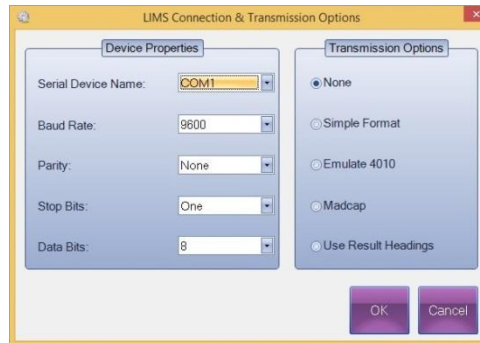 LIMS Connection & Transmission Options
Device Properties
Serial Device Name: COM1
Baud Rate: 9600
Parity: None
Stop Bits: One
Data Bits: 8
Transmission Options
None
Simple Format
Emulate 4010
Madcap
Use Result Headings
OK Cancel